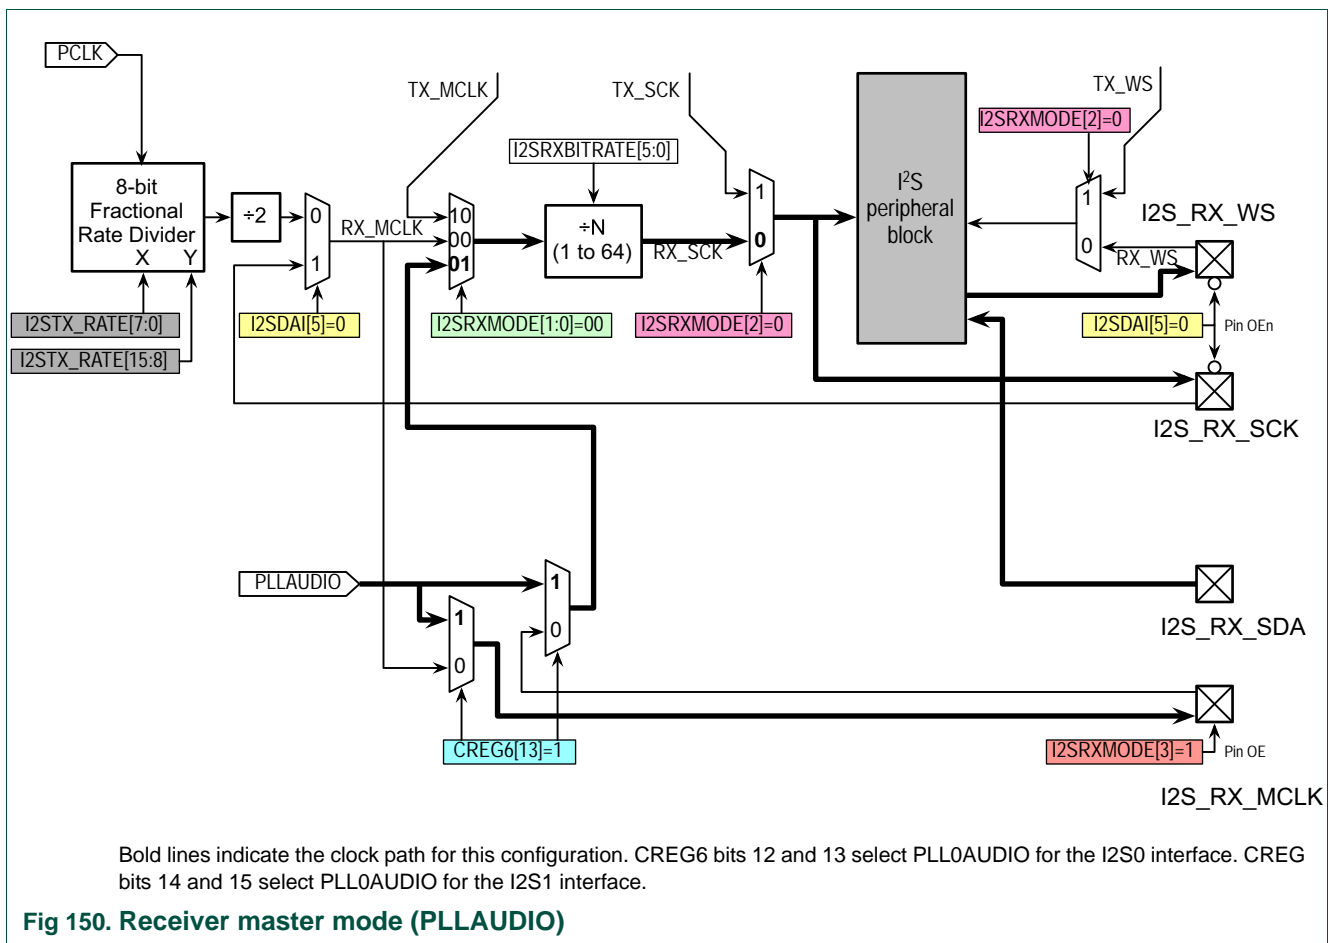 PCLK
TX_MCLK
TX_SCK
TX_WS
I2SRXMODE[2]=0
I2SRXBITRATE[5:0]
8-bit
Fractional
Rate Divider
X Y
÷2
0
1
RX_MCLK
10
00
01
÷N
(1 to 64)
RX_SCK
1
0
I²S
peripheral
block
1
0
RX_WS
I2S_RX_WS
I2STX_RATE[7:0]
I2STX_RATE[15:8]
I2SDAI[5]=0
I2SRXMODE[1:0]=00
I2SRXMODE[2]=0
I2SDAI[5]=0
Pin OEn
I2S_RX_SCK
PLLAUDIO
1
0
1
0
I2S_RX_SDA
CREG6[13]=1
I2SRXMODE[3]=1
Pin OE
I2S_RX_MCLK
Bold lines indicate the clock path for this configuration. CREG6 bits 12 and 13 select PLL0AUDIO for the I2S0 interface. CREG
bits 14 and 15 select PLL0AUDIO for the I2S1 interface.
Fig 150. Receiver master mode (PLLAUDIO)